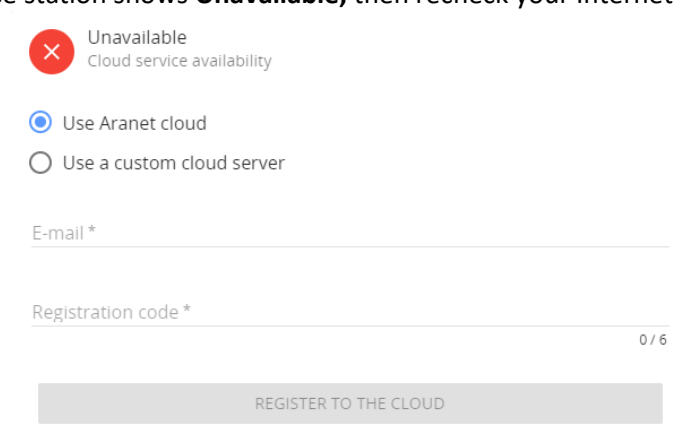 station shows Unavailable, then recheck your internet
Unavailable
Cloud service availability
Use Aranet cloud
Use a custom cloud server
E-mail *
Registration code *
0 / 6
REGISTER TO THE CLOUD